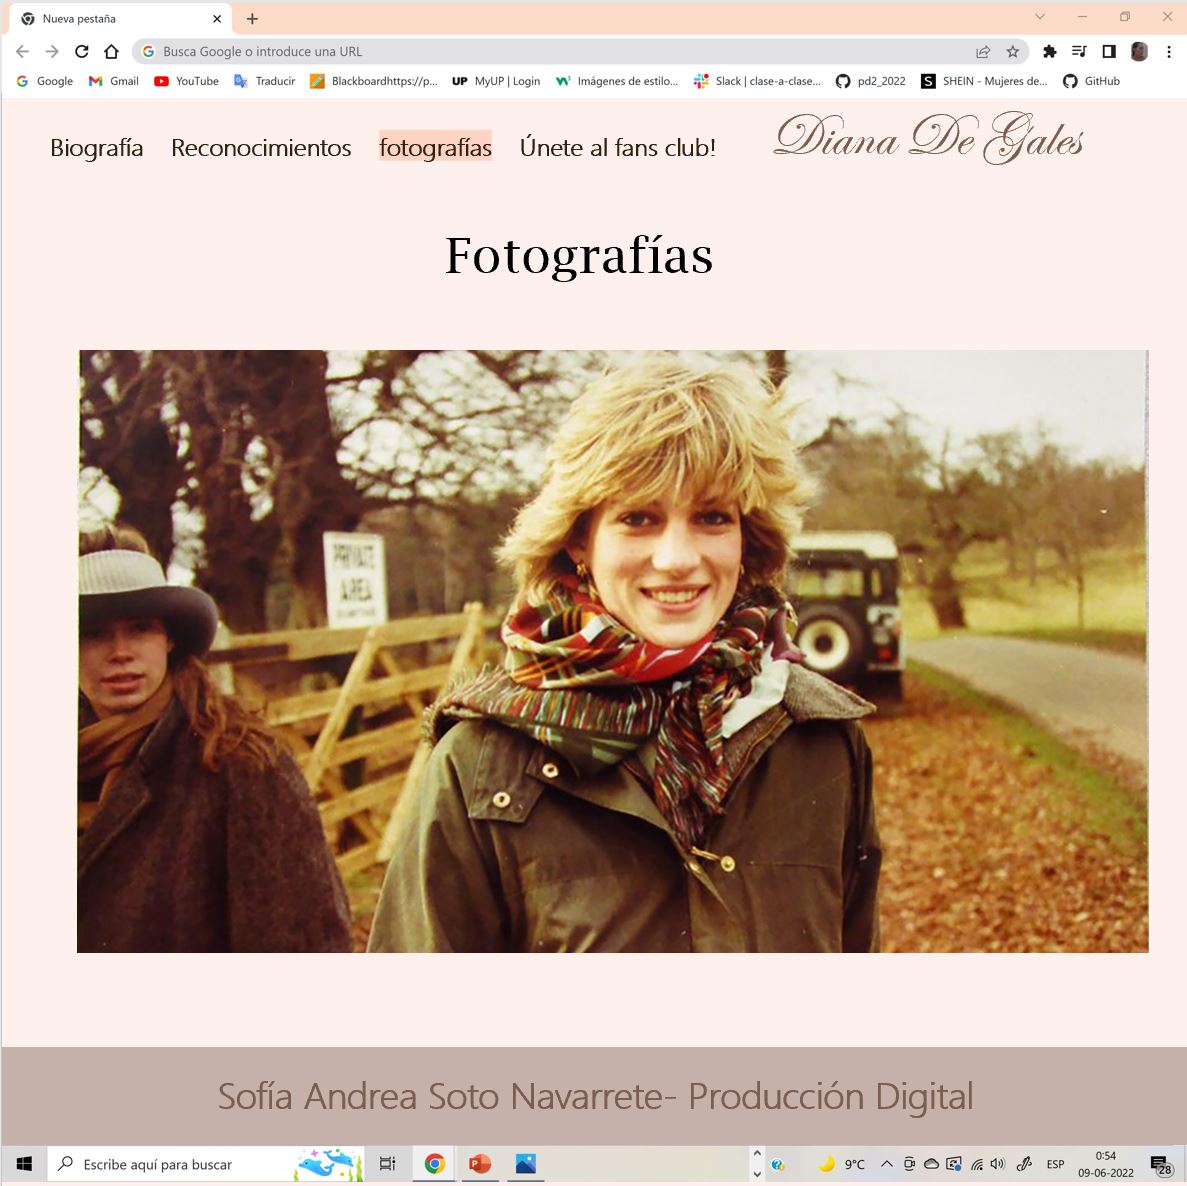 Nueva pestaña
Busca Google o introduce una URL
Google Gmail YouTube Traducir Blackboardhttps://p... UP MyUP | Login Imágenes de estilo... Slack | clase-a-clase... pd2_2022 S SHEIN - Mujeres de... GitHub
Biografía Reconocimientos fotografías Únete al fans club! Diana De Gales
Fotografías
PRIVATE
AREA
Sofía Andrea Soto Navarrete- Producción Digital
Escribe aquí para buscar 9°C ESP 0:54
09-06-2022 28